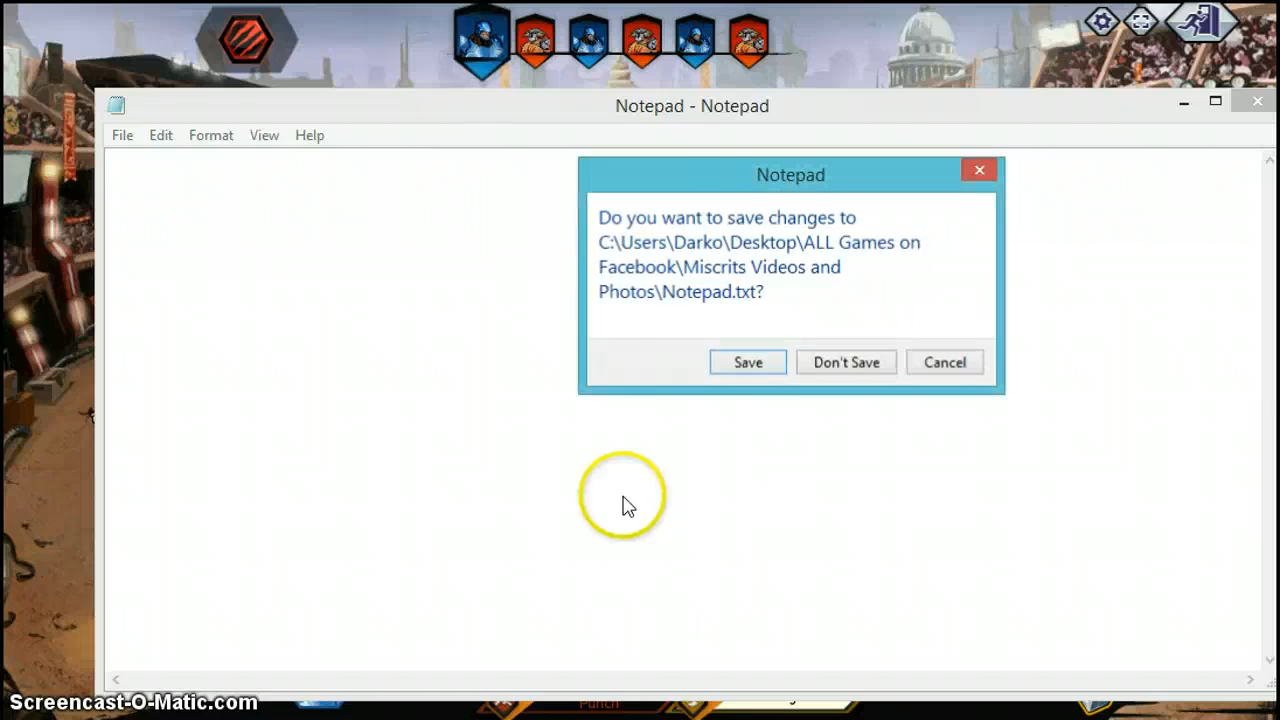 Notepad - Notepad
File Edit Format View Help
Notepad
Do you want to save changes to
C:\Users\Darko\Desktop\ALL Games on
Facebook\Miscrits Videos and
Photos\Notepad.txt?
Save Don't Save Cancel
Screencast-O-Matic.com
Punch